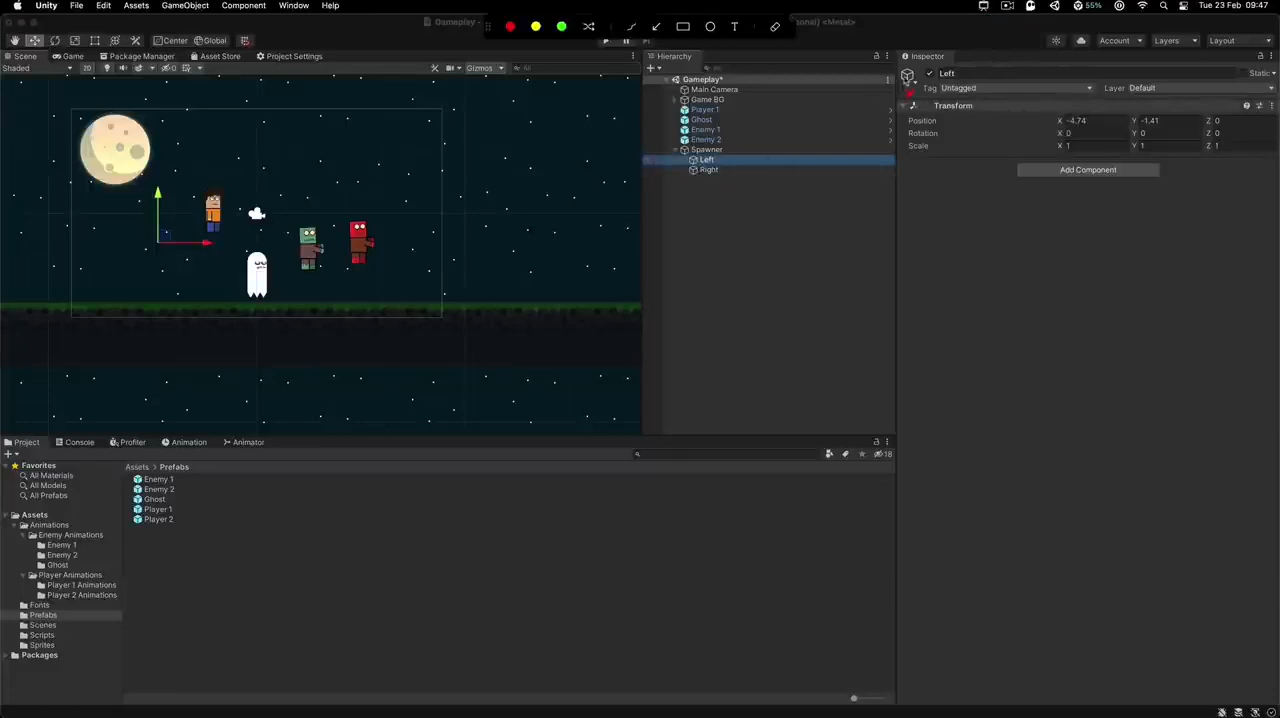 Unity File Edit Assets GameObject Component Window Help 55% Tue 23 Feb 09:47
Gameplay - T <Metal>
Center Global Account Layers Layout
Scene Game Package Manager Asset Store Project Settings Hierarchy Inspector
Shaded 2D Gizmos All All
Left Static
Tag Untagged Layer Default
Transform
Position X -4.74 Y -1.41 Z 0
Rotation X 0 Y 0 Z 0
Scale X 1 Y 1 Z 1
Add Component
Gameplay*
Main Camera
Game BG
Player 1
Ghost
Enemy 1
Enemy 2
Spawner
Left
Right
Project Console Profiler Animation Animator
18
Favorites
All Materials
All Models
All Prefabs
Assets
Animations
Enemy Animations
Enemy 1
Enemy 2
Ghost
Player Animations
Player 1 Animations
Player 2 Animations
Fonts
Prefabs
Scenes
Scripts
Sprites
Packages
Assets > Prefabs
Enemy 1
Enemy 2
Ghost
Player 1
Player 2